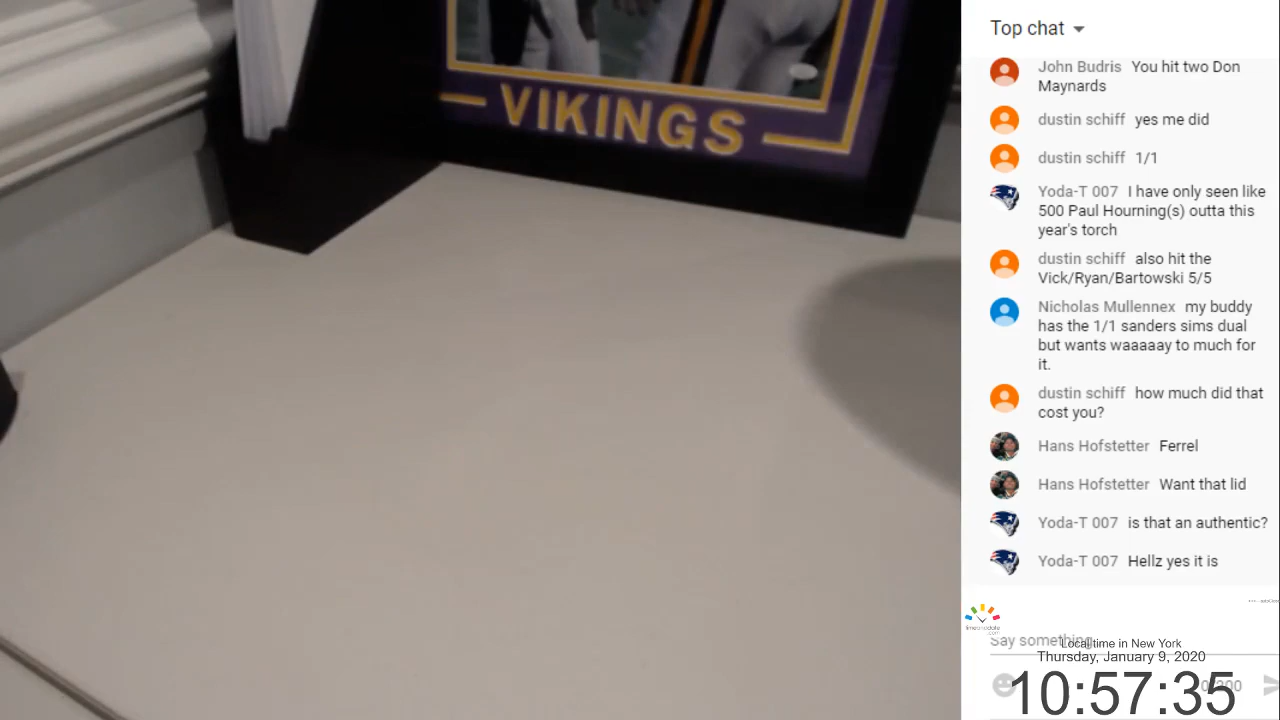 VIKINGS
Top chat
John Budris You hit two Don
Maynards
dustin schiff yes me did
dustin schiff 1/1
Yoda-T 007 I have only seen like
500 Paul Hourning(s) outta this
year's torch
dustin schiff also hit the
Vick/Ryan/Bartowski 5/5
Nicholas Mullennex my buddy
has the 1/1 sanders sims dual
but wants waaaaay to much for
it.
dustin schiff how much did that
cost you?
Hans Hofstetter Ferrel
Hans Hofstetter Want that lid
Yoda-T 007 is that an authentic?
Yoda-T 007 Hellz yes it is
Say something...
Local time in New York
Thursday, January 9, 2020
10:57:35